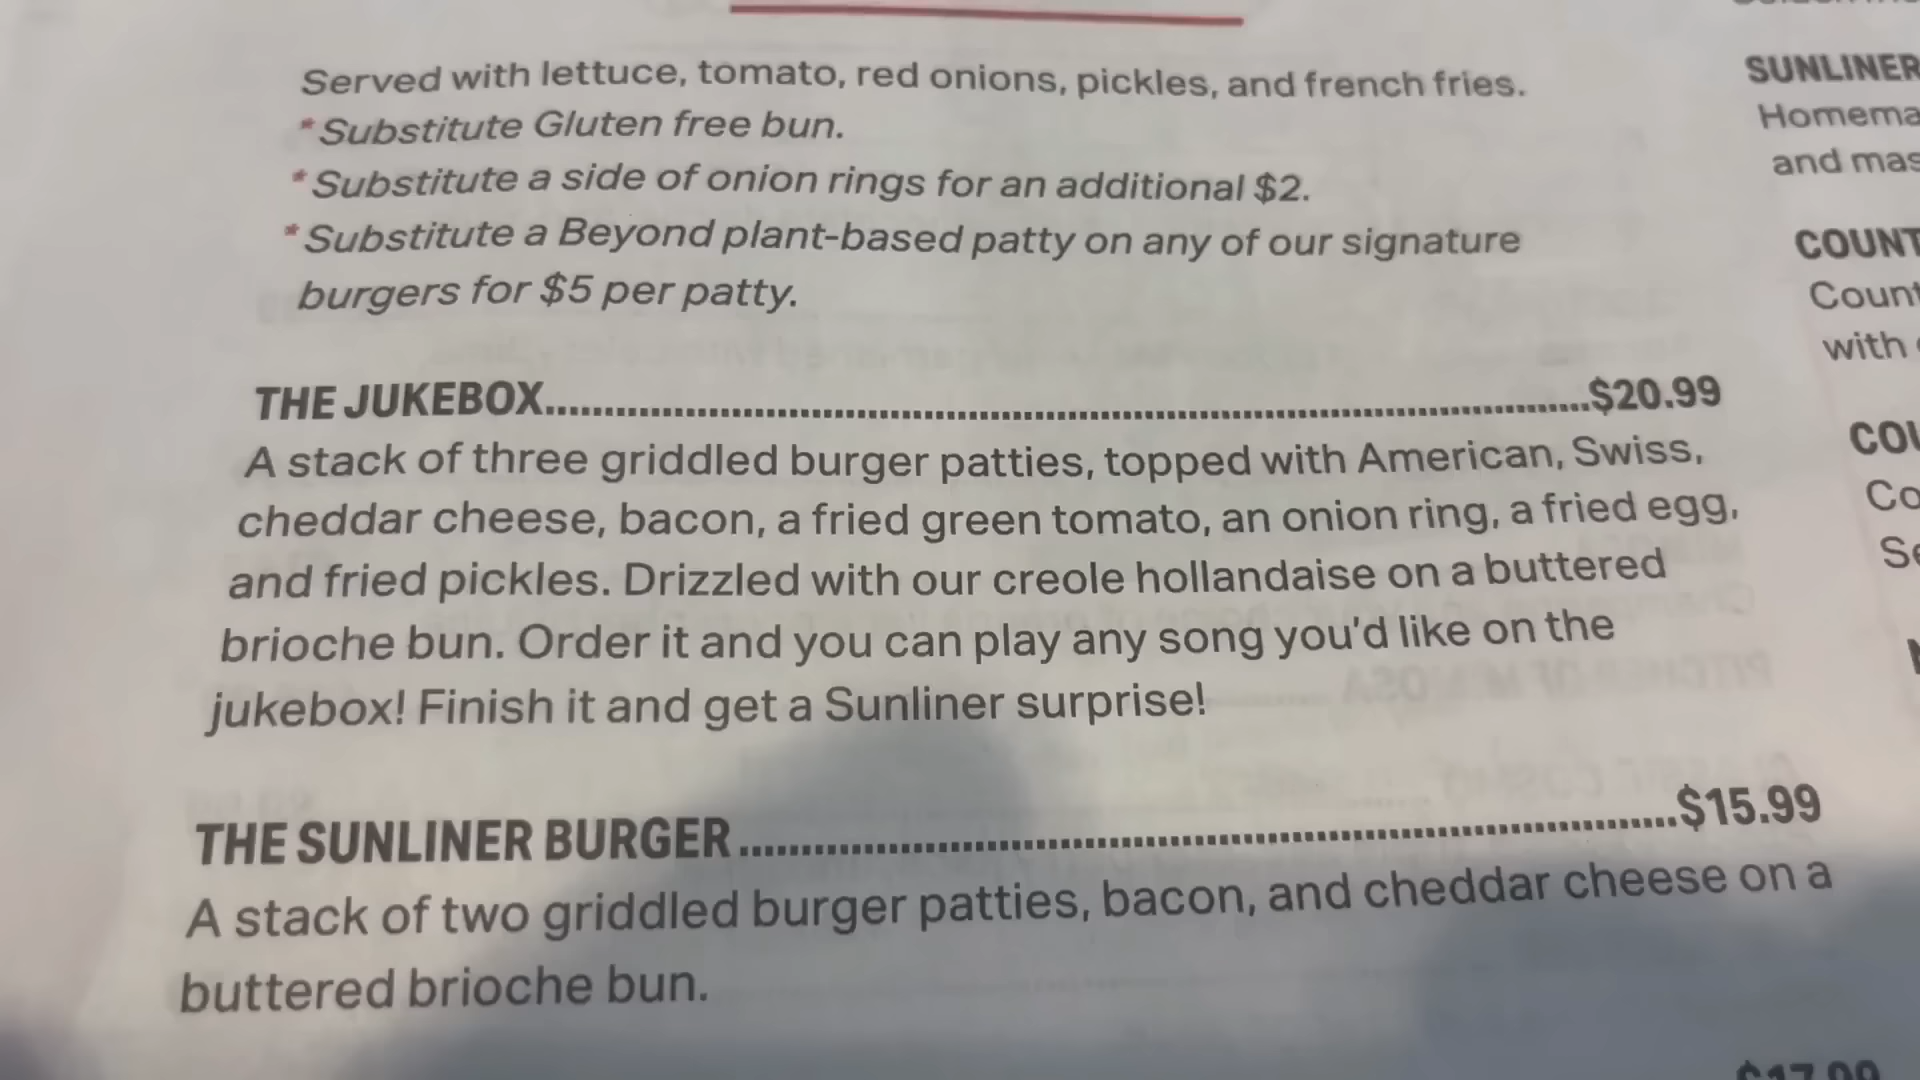 Served with lettuce, tomato, red onions, pickles, and french fries.
*Substitute Gluten free bun.
*Substitute a side of onion rings for an additional $2.
*Substitute a Beyond plant-based patty on any of our signature
burgers for $5 per patty.
THE JUKEBOX $20.99
A stack of three griddled burger patties, topped with American, Swiss,
cheddar cheese, bacon, a fried green tomato, an onion ring, a fried egg,
and fried pickles. Drizzled with our creole hollandaise on a buttered
brioche bun. Order it and you can play any song you'd like on the
jukebox! Finish it and get a Sunliner surprise!
THE SUNLINER BURGER $15.99
A stack of two griddled burger patties, bacon, and cheddar cheese on a
buttered brioche bun.
$17.99
SUNLINER
Homema
and mas
COUNT
Count
with
COU
Co
Se